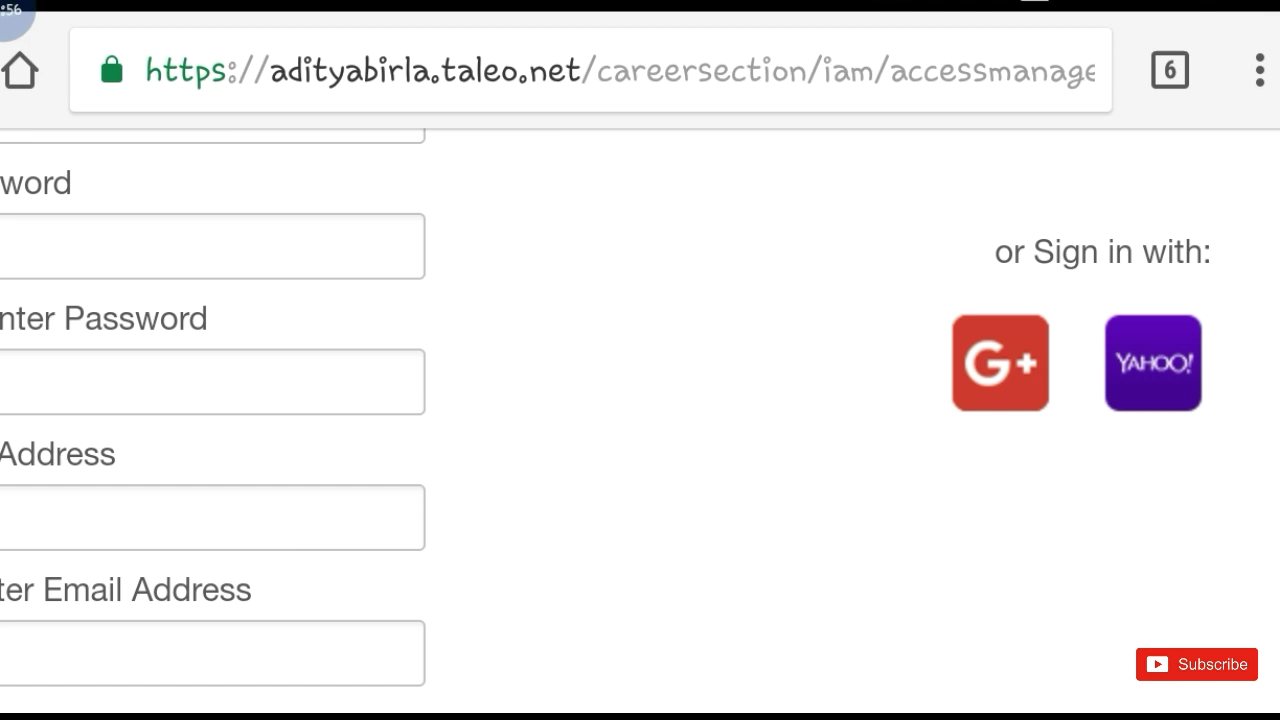 :56
https://adityabirla.taleo.net/careersection/iam/accessmanage
6
word
or Sign in with:
nter Password
G+
YAHOO!
Address
ter Email Address
Subscribe